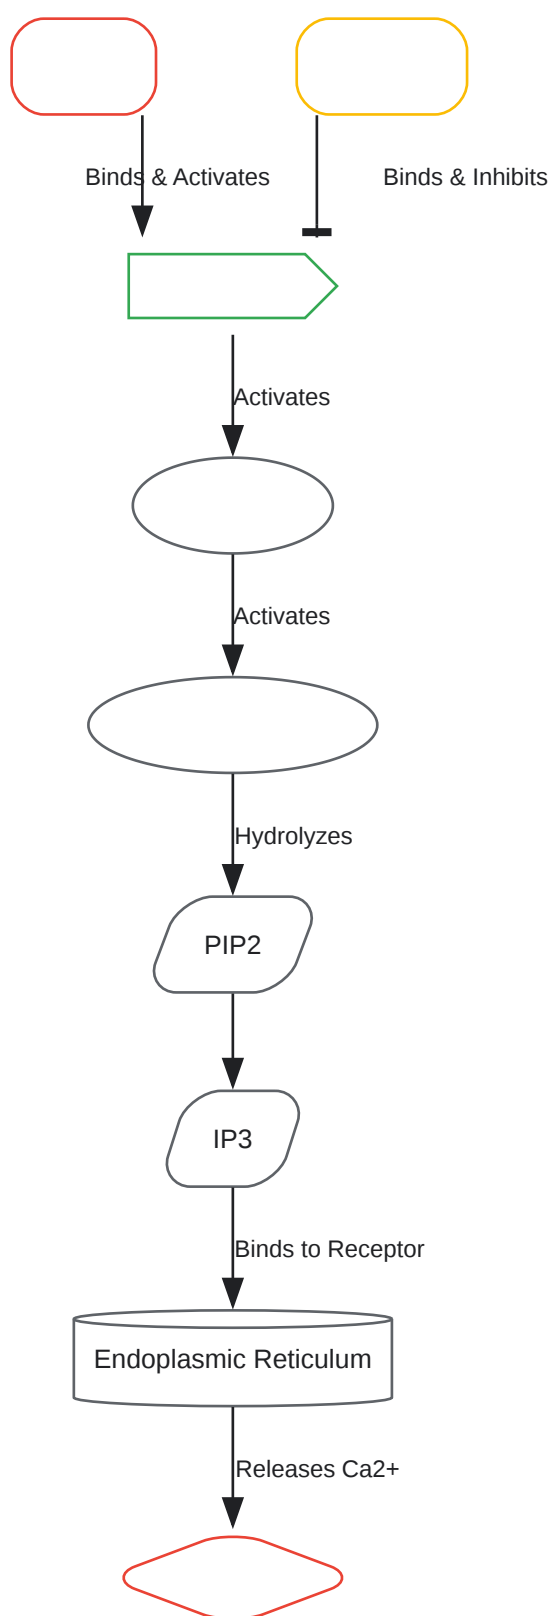 Binds & Activates
Binds & Inhibits
Activates
Activates
Hydrolyzes
PIP2
IP3
Binds to Receptor
Endoplasmic Reticulum
Releases Ca2+